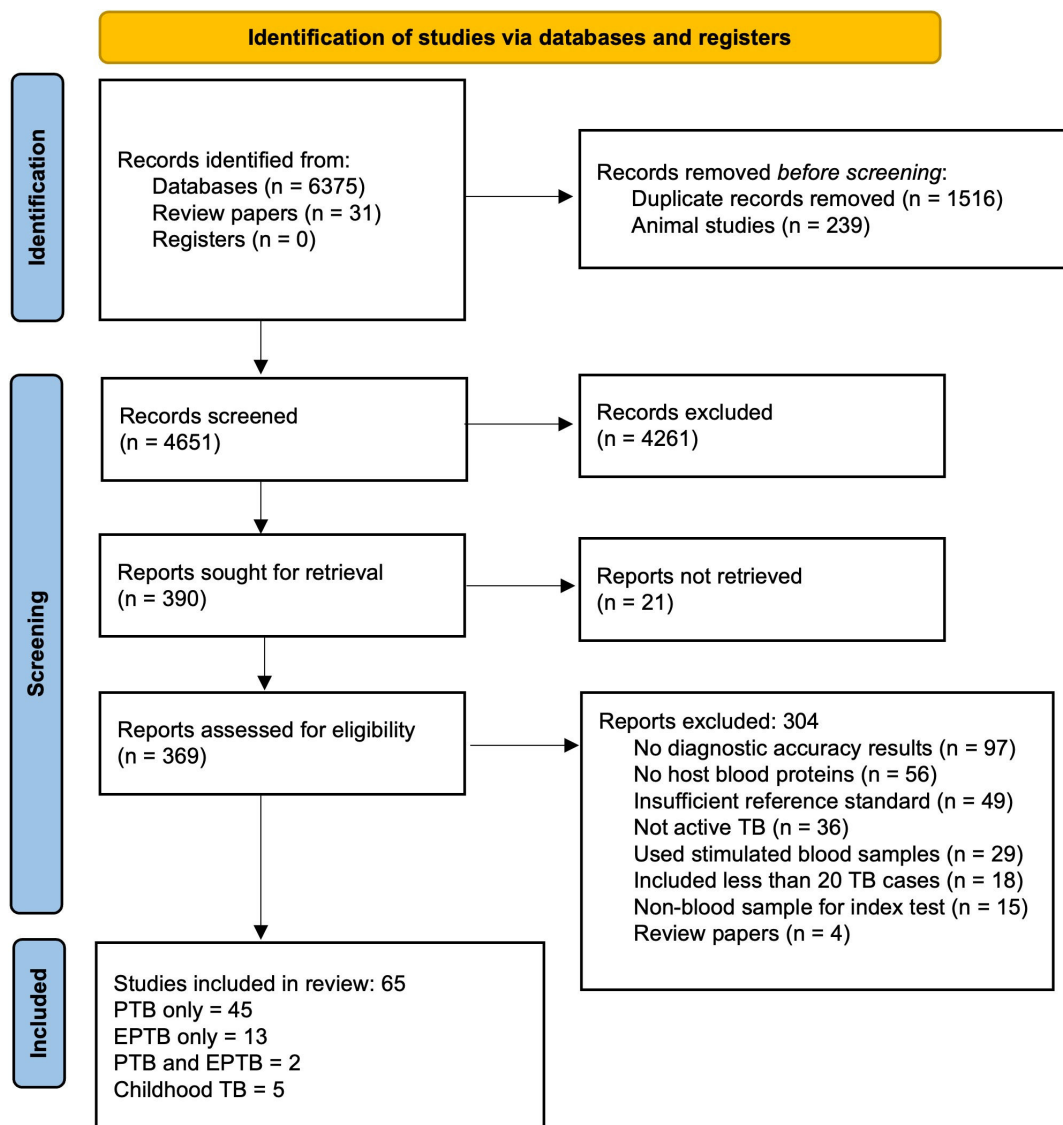 Identification of studies via databases and registers
Identification
Records identified from:
Databases (n = 6375)
Review papers (n = 31)
Registers (n = 0)
Records removed before screening:
Duplicate records removed (n = 1516)
Animal studies (n = 239)
Screening
Records screened
(n = 4651)
Records excluded
(n = 4261)
Reports sought for retrieval
(n = 390)
Reports not retrieved
(n = 21)
Reports assessed for eligibility
(n = 369)
Reports excluded: 304
No diagnostic accuracy results (n = 97)
No host blood proteins (n = 56)
Insufficient reference standard (n = 49)
Not active TB (n = 36)
Used stimulated blood samples (n = 29)
Included less than 20 TB cases (n = 18)
Non-blood sample for index test (n = 15)
Review papers (n = 4)
Included
Studies included in review: 65
PTB only = 45
EPTB only = 13
PTB and EPTB = 2
Childhood TB = 5